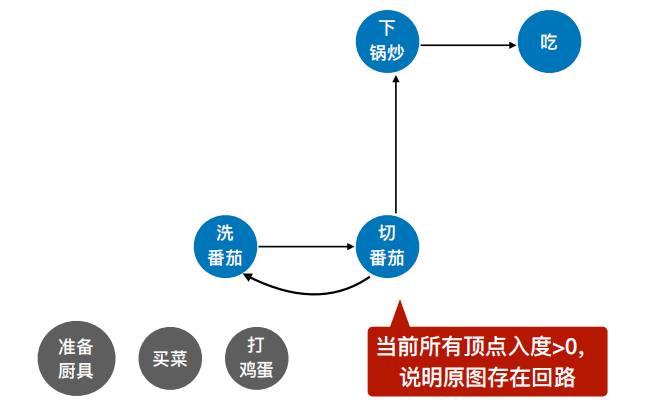 下
锅炒
吃
洗
番茄
切
番茄
准备
厨具
买菜
打
鸡蛋
当前所有顶点入度>0,
说明原图存在回路